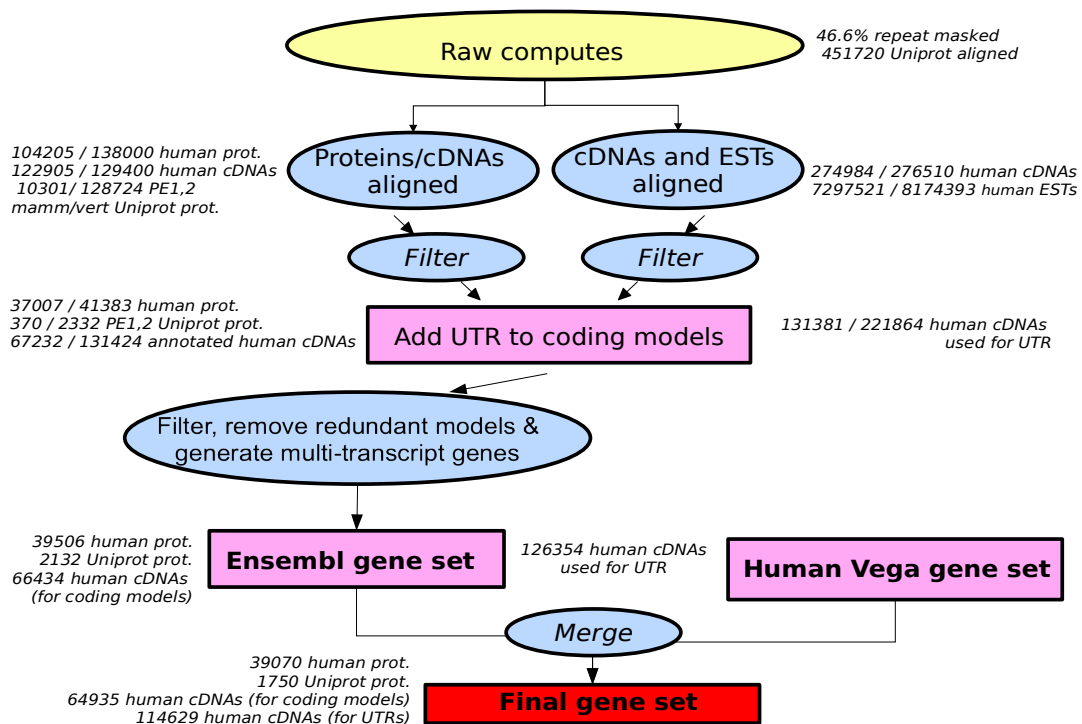 Raw computes
46.6% repeat masked
451720 Uniprot aligned
104205 / 138000 human prot.
122905 / 129400 human cDNAs
10301/ 128724 PE1,2
mamm/vert Uniprot prot.
Proteins/cDNAs
aligned
cDNAs and ESTs
aligned
274984 / 276510 human cDNAs
7297521 / 8174393 human ESTs
Filter
Filter
37007 / 41383 human prot.
370 / 2332 PE1,2 Uniprot prot.
67232 / 131424 annotated human cDNAs
Add UTR to coding models
131381 / 221864 human cDNAs
used for UTR
Filter, remove redundant models &
generate multi-transcript genes
39506 human prot.
2132 Uniprot prot.
66434 human cDNAs
(for coding models)
Ensembl gene set
126354 human cDNAs
used for UTR
Human Vega gene set
Merge
39070 human prot.
1750 Uniprot prot.
64935 human cDNAs (for coding models)
114629 human cDNAs (for UTRs)
Final gene set